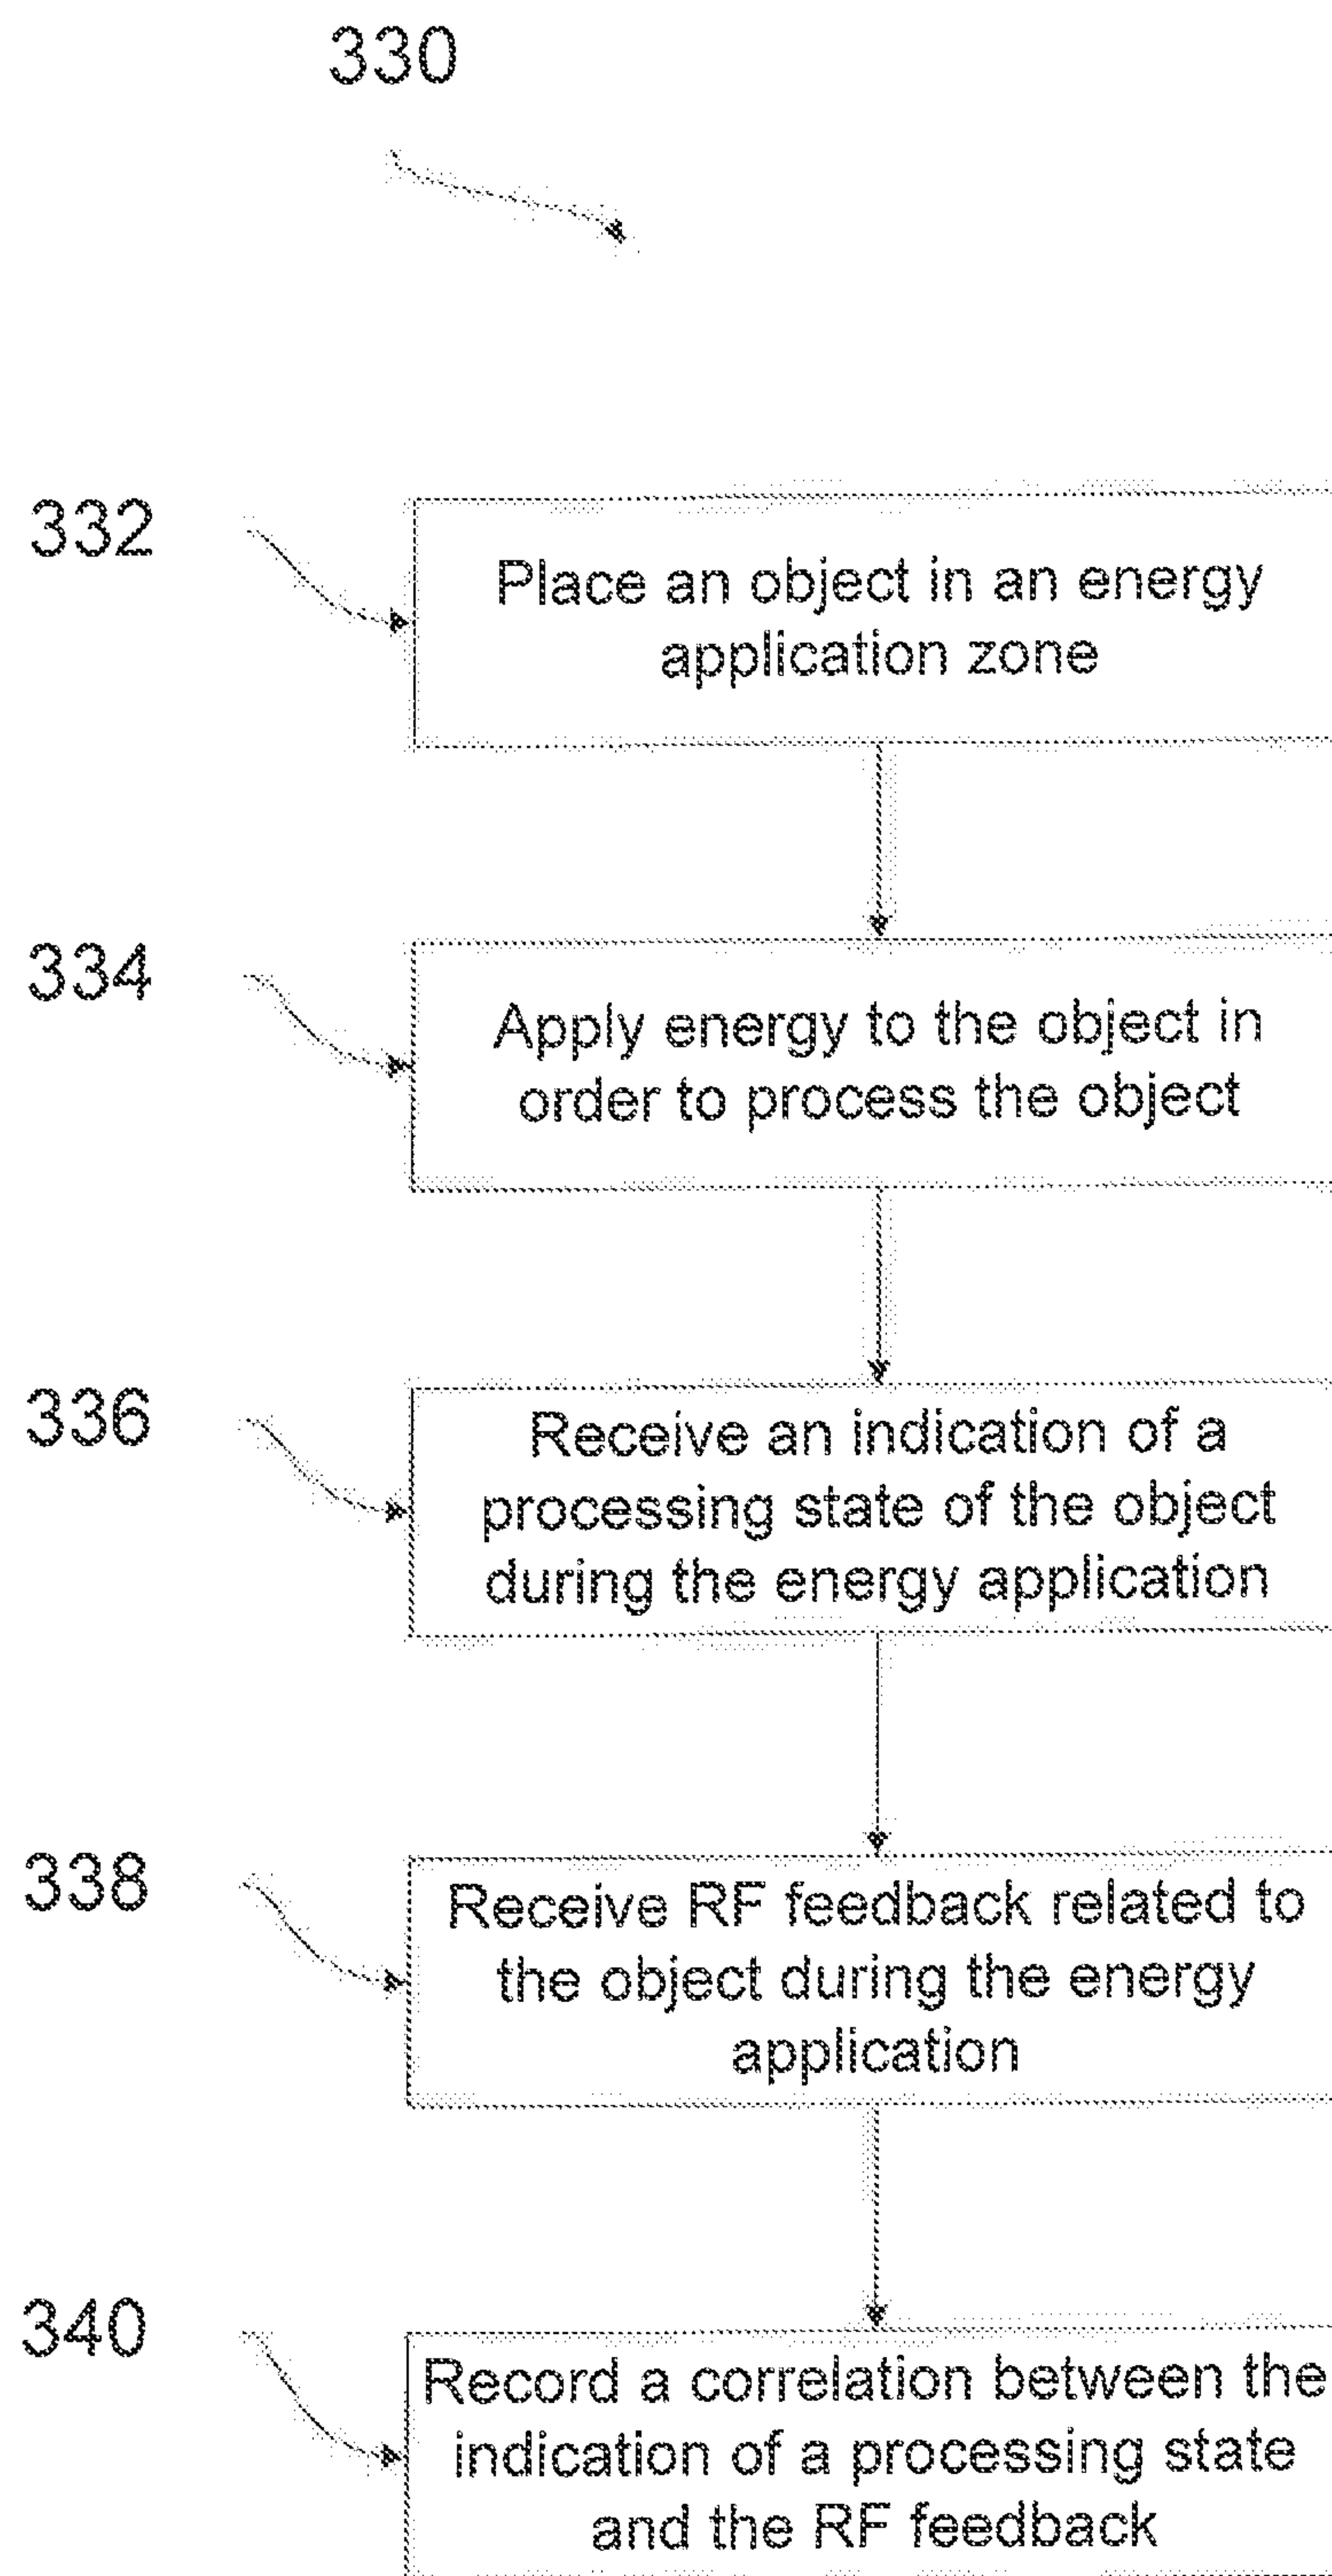 330
332
Place an object in an energy
application zone
334
Apply energy to the object in
order to process the object
336
Receive an indication of a
processing state of the object
during the energy application
338
Receive RF feedback related to
the object during the energy
application
340
Record a correlation between the
indication of a processing state
and the RF feedback